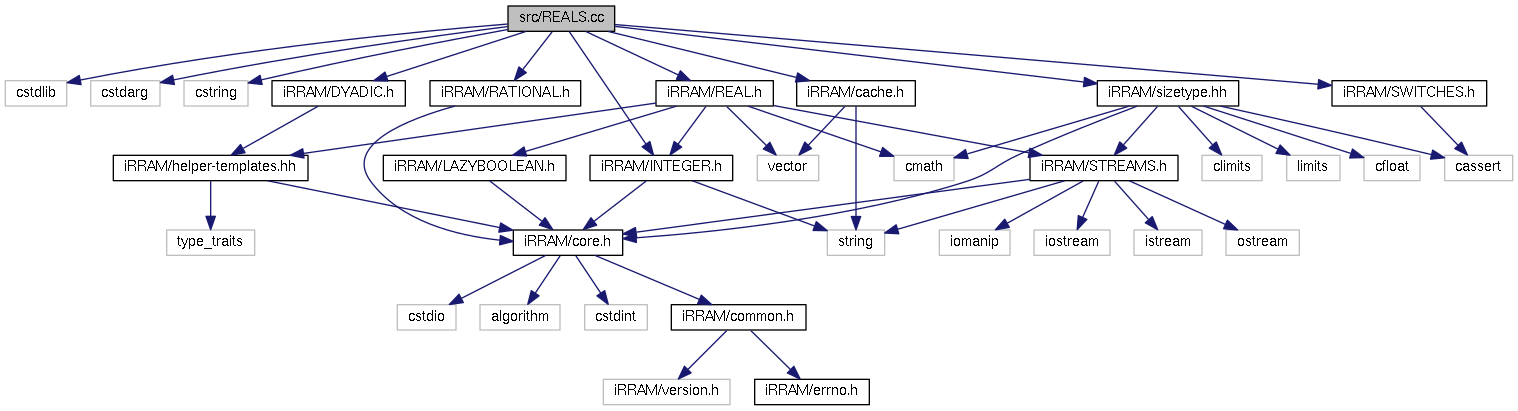 src/REALS.cc
cstdlib
cstdarg
cstring
iRRAM/DYADIC.h
iRRAM/RATIONAL.h
iRRAM/REAL.h
iRRAM/cache.h
iRRAM/sizetype.hh
iRRAM/SWITCHES.h
iRRAM/helper-templates.hh
iRRAM/LAZYBOOLEAN.h
iRRAM/INTEGER.h
vector
cmath
iRRAM/STREAMS.h
climits
limits
cfloat
cassert
type_traits
iRRAM/core.h
string
iomanip
iostream
istream
ostream
cstdio
algorithm
cstdint
iRRAM/common.h
iRRAM/version.h
iRRAM/errno.h